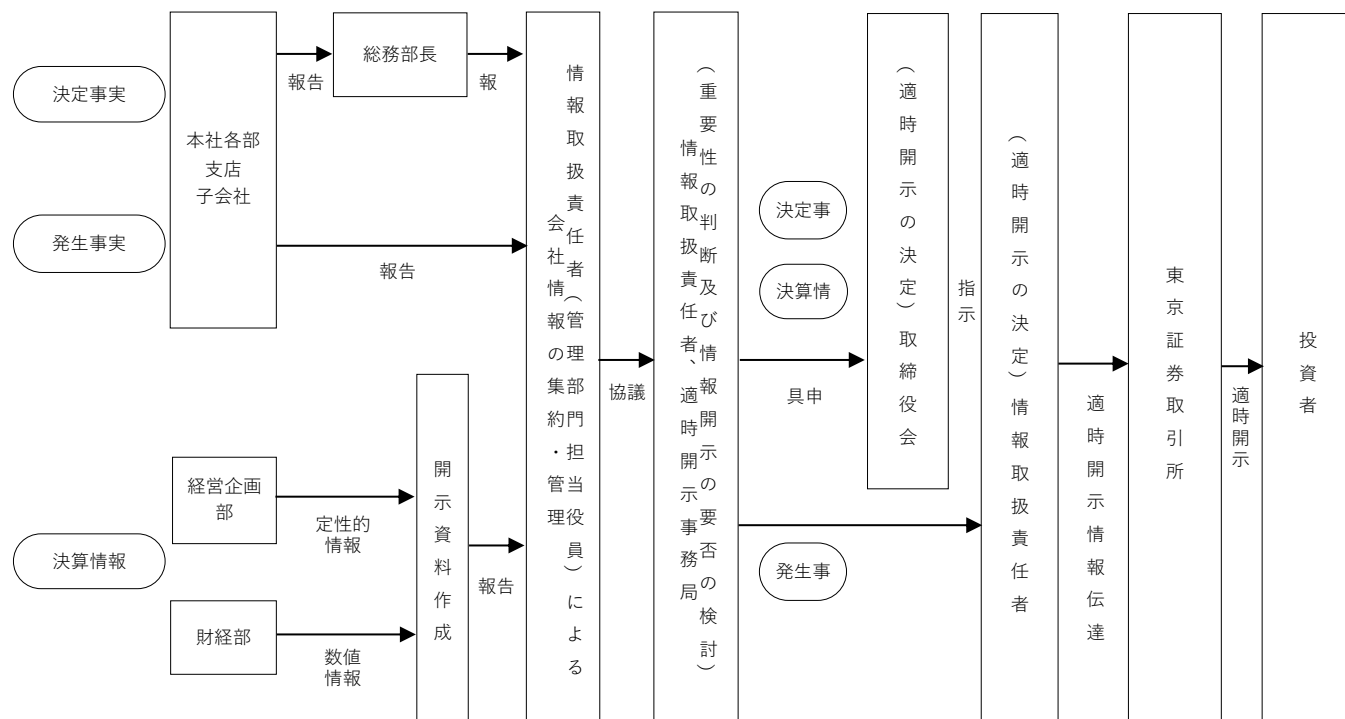 決定事実
発生事実
本社各部
支店
子会社
報告
総務部長
報
報告
決算情報
経営企画
部
定性的
情報
財経部
数値
情報
開示資料作成
報告
情報取扱責任者（管理部門担当役員）による
会社情報の集約・管理
協議
（重要性の判断及び情報開示の要否の検討）
情報取扱責任者、適時開示事務局
決定事
決算情
具申
発生事
（適時開示の決定）取締役会
指示
（適時開示の決定）情報取扱責任者
適時開示情報伝達
東京証券取引所
適時開示
投資者